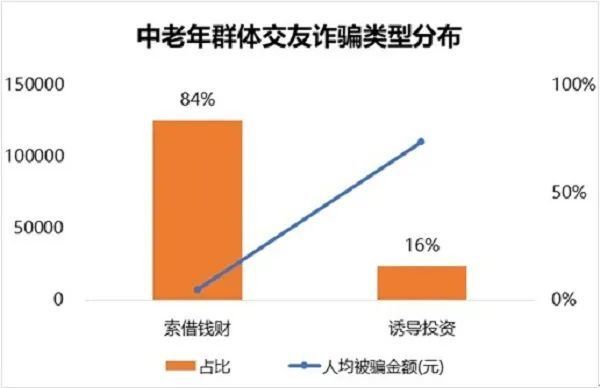 中老年群体交友诈骗类型分布
150000
100000
50000
0
84%
16%
100%
50%
0%
索借钱财
诱导投资
占比
人均被骗金额(元)